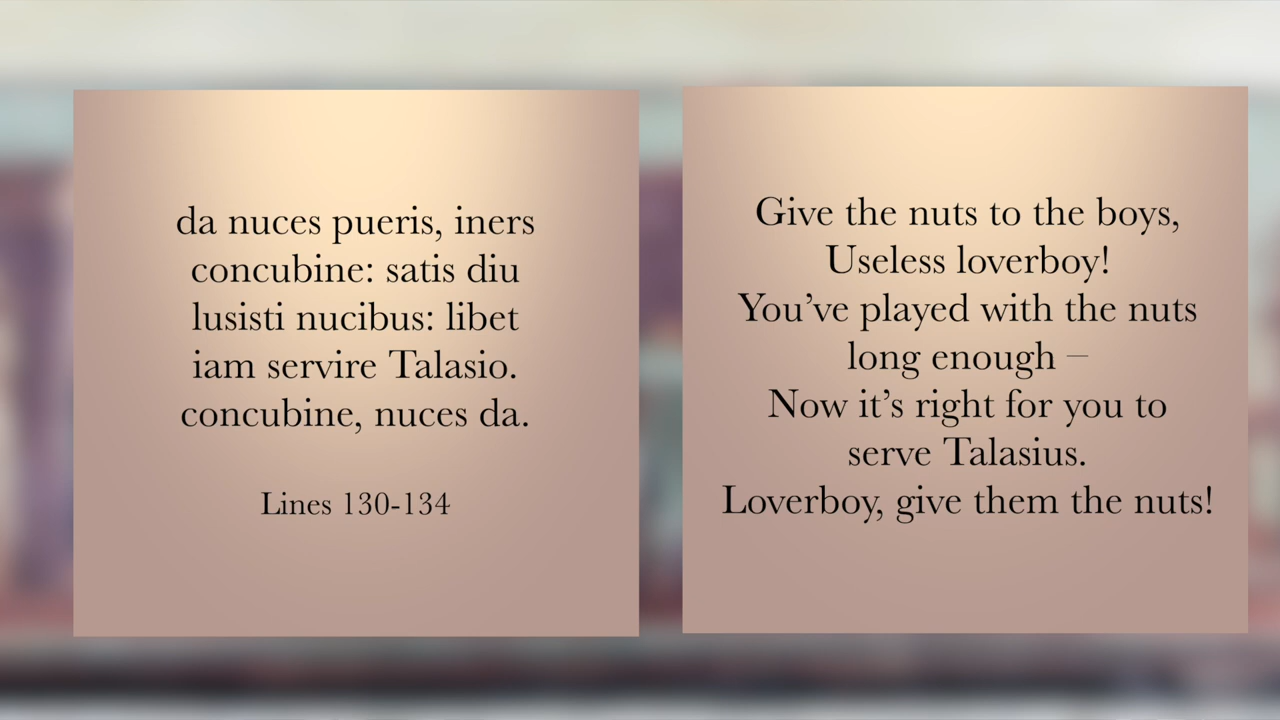 da nuces pueris, iners
concubine: satis diu
lusisti nucibus: libet
iam servire Talasio.
concubine, nuces da.
Lines 130-134
Give the nuts to the boys,
Useless loverboy!
You've played with the nuts
long enough –
Now it's right for you to
serve Talasius.
Loverboy, give them the nuts!